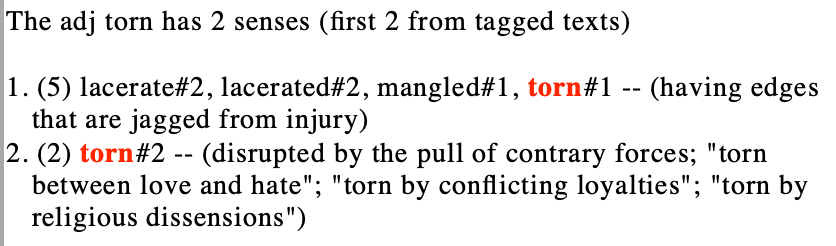 The adj torn has 2 senses (first 2 from tagged texts)
1. (5) lacerate#2, lacerated#2, mangled#1, torn#1 -- (having edges
that are jagged from injury)
2. (2) torn#2 -- (disrupted by the pull of contrary forces; "torn
between love and hate"; "torn by conflicting loyalties"; "torn by
religious dissensions")